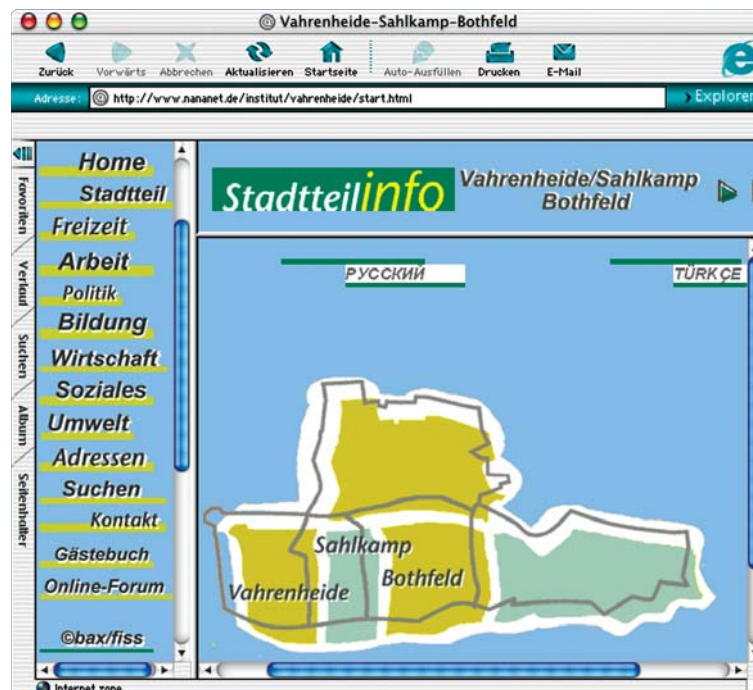 @ Vahrenheide-Sahlkamp-Bothfeld
Zurück Vorwärts Abbrechen Aktualisieren Startseite Auto-Ausfüllen Drucken E-Mail
Adresse: @ http://www.nananet.de/institut/vahrenheide/start.html Explorer
Favoriten
Verlauf
Suchen
Album
Seitenhalter
Home
Stadtteil
Freizeit
Arbeit
Politik
Bildung
Wirtschaft
Soziales
Umwelt
Adressen
Suchen
Kontakt
Gästebuch
Online-Forum
©bax/fiss
Stadtteilinfo
Vahrenheide/Sahlkamp
Bothfeld
РУССКИЙ TÜRKÇE
Sahlkamp
Vahrenheide Bothfeld
Internet zone